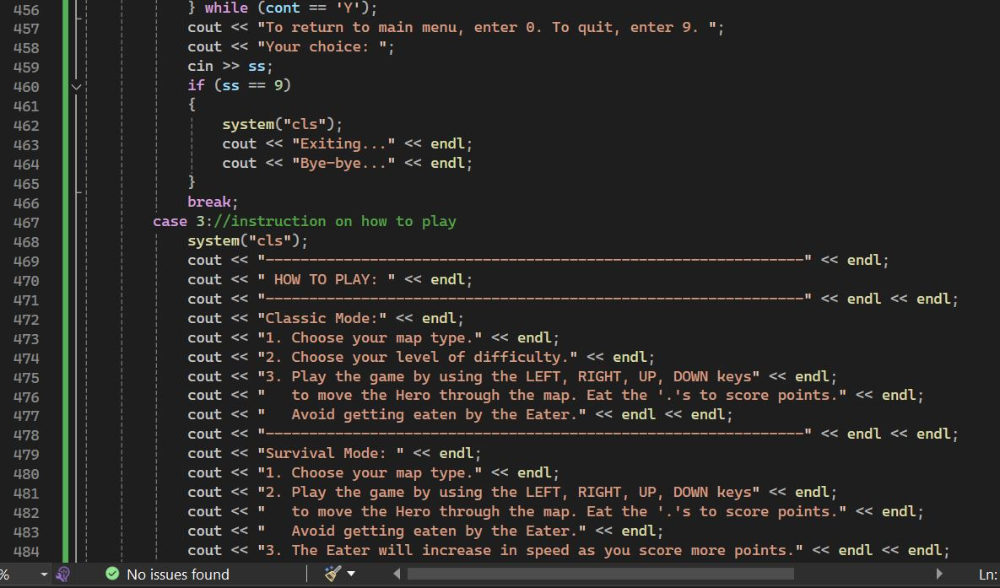 456 } while (cont == 'Y');
457 cout << "To return to main menu, enter 0. To quit, enter 9. ";
458 cout << "Your choice: ";
459 cin >> ss;
460 if (ss == 9)
461 {
462 system("cls");
463 cout << "Exiting..." << endl;
464 cout << "Bye-bye..." << endl;
465 }
466 break;
467 case 3://instruction on how to play
468 system("cls");
469 cout << "--------------------------------------------------------------" << endl;
470 cout << " HOW TO PLAY: " << endl;
471 cout << "--------------------------------------------------------------" << endl << endl;
472 cout << "Classic Mode:" << endl;
473 cout << "1. Choose your map type." << endl;
474 cout << "2. Choose your level of difficulty." << endl;
475 cout << "3. Play the game by using the LEFT, RIGHT, UP, DOWN keys" << endl;
476 cout << "   to move the Hero through the map. Eat the '.'s to score points." << endl;
477 cout << "   Avoid getting eaten by the Eater." << endl << endl;
478 cout << "--------------------------------------------------------------" << endl << endl;
479 cout << "Survival Mode: " << endl;
480 cout << "1. Choose your map type." << endl;
481 cout << "2. Play the game by using the LEFT, RIGHT, UP, DOWN keys" << endl;
482 cout << "   to move the Hero through the map. Eat the '.'s to score points." << endl;
483 cout << "   Avoid getting eaten by the Eater." << endl;
484 cout << "3. The Eater will increase in speed as you score more points." << endl << endl;
% No issues found Ln: